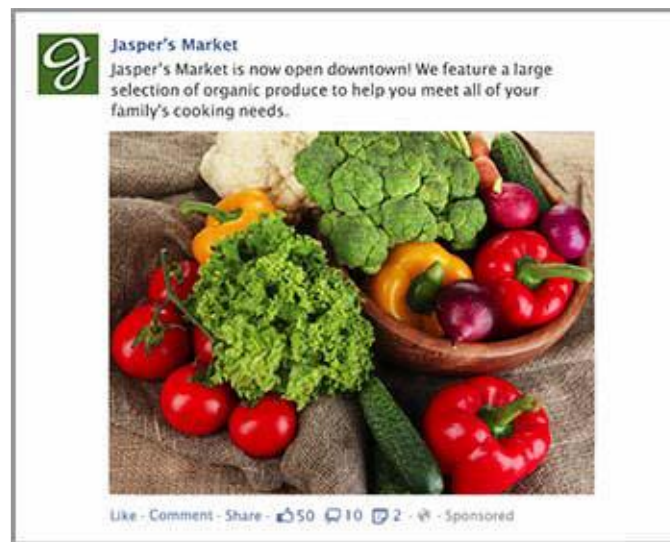 Jasper's Market
Jasper's Market is now open downtown! We feature a large
selection of organic produce to help you meet all of your
family's cooking needs.
Like · Comment · Share · 50 10 2 · Sponsored